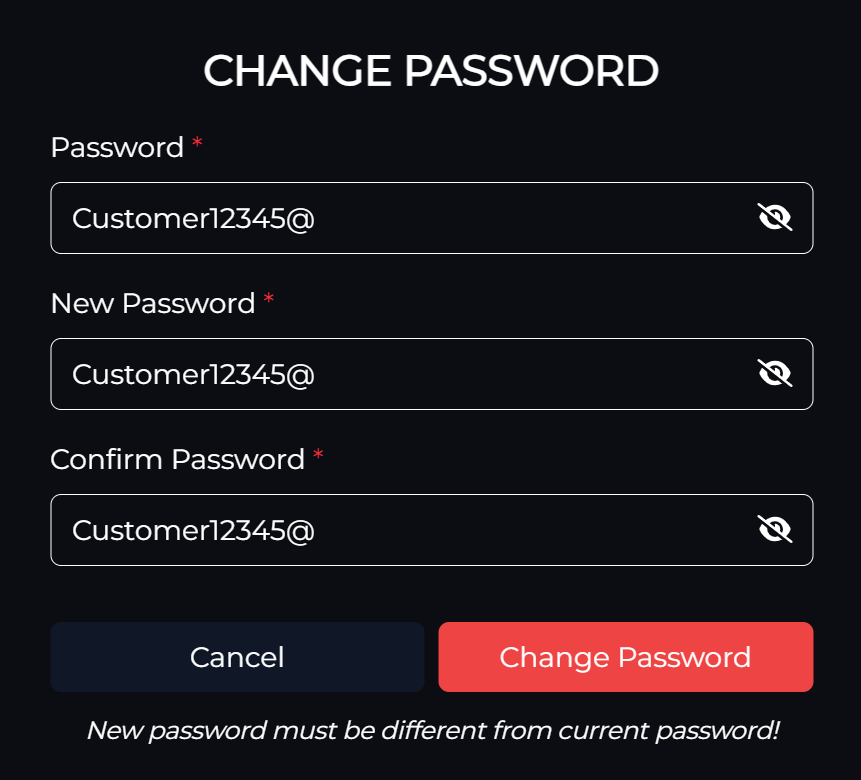 CHANGE PASSWORD
Password *
Customer12345@
New Password *
Customer12345@
Confirm Password *
Customer12345@
Cancel Change Password
New password must be different from current password!